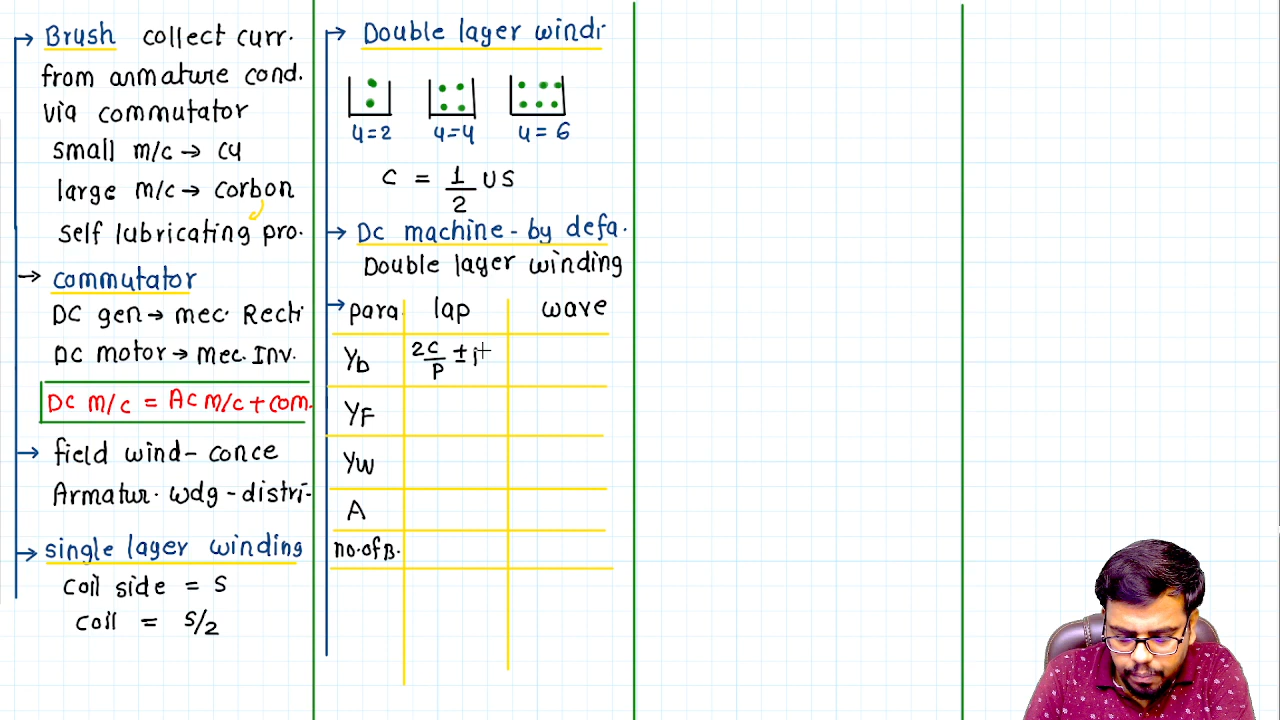 → Brush collect curr.
from armature cond.
via commutator
small m/c → cu
large m/c → corbon
self lubricating pro.
→ commutator
DC gen → mec. Recti
DC motor → Mec. Inv.
DC m/c = AC m/c + com.
→ field wind - conce
Armatur. wdg - distri-
→ single layer winding
coil side = S
coil = S/2
→ Double layer windi
u=2 u=4 u=6
C = 1/2 US
→ DC machine - by defa.
Double layer winding
→ para. lap wave
Yb 2C/P ± i+
YF
Yw
A
no. of B.